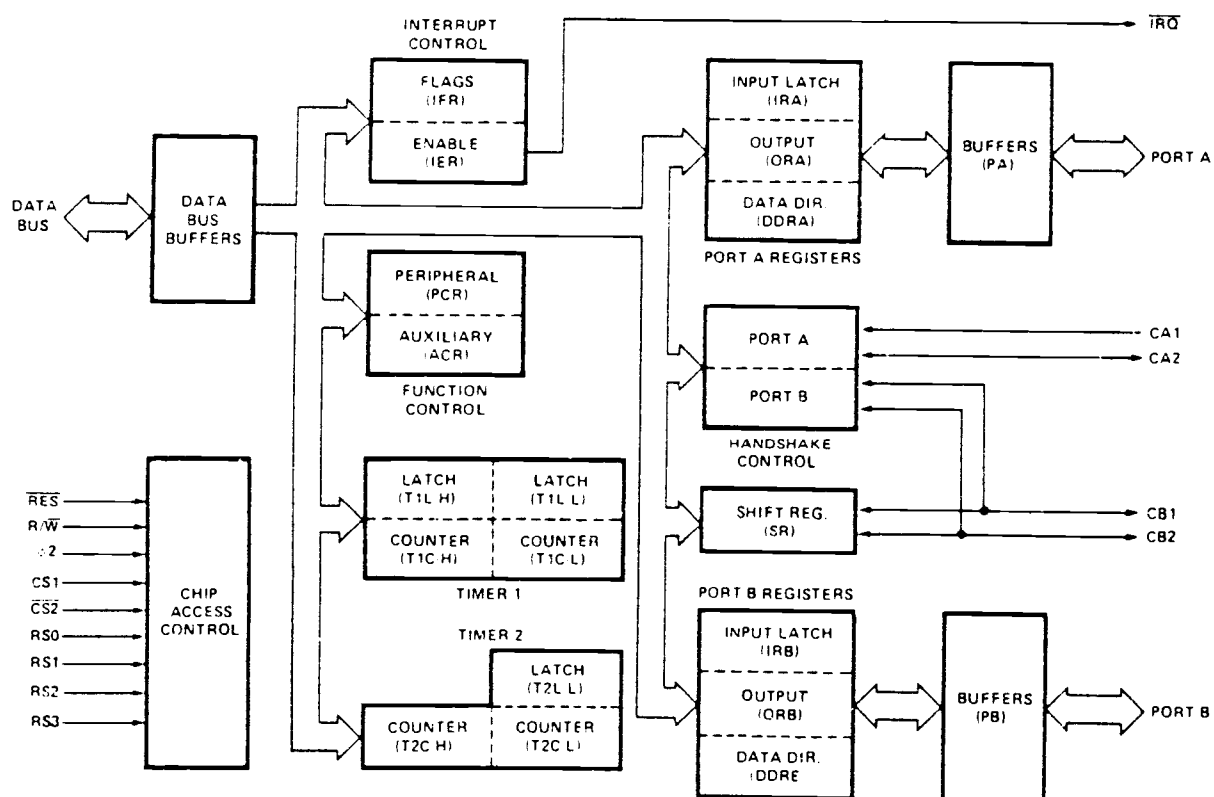 INTERRUPT
CONTROL
FLAGS
(IFR)
ENABLE
(IER)
IRQ
INPUT LATCH
(IRA)
OUTPUT
(ORA)
DATA DIR.
(DDRA)
PORT A REGISTERS
BUFFERS
(PA)
PORT A
DATA
BUS
DATA
BUS
BUFFERS
PERIPHERAL
(PCR)
AUXILIARY
(ACR)
FUNCTION
CONTROL
PORT A
PORT B
HANDSHAKE
CONTROL
CA1
CA2
RES
R/W
φ2
CS1
CS2
RS0
RS1
RS2
RS3
CHIP
ACCESS
CONTROL
LATCH
(T1L-H)
LATCH
(T1L-L)
COUNTER
(T1C-H)
COUNTER
(T1C-L)
TIMER 1
SHIFT REG.
(SR)
CB1
CB2
TIMER 2
LATCH
(T2L-L)
COUNTER
(T2C-H)
COUNTER
(T2C-L)
PORT B REGISTERS
INPUT LATCH
(IRB)
OUTPUT
(ORB)
DATA DIR.
(DDRE
BUFFERS
(PB)
PORT B